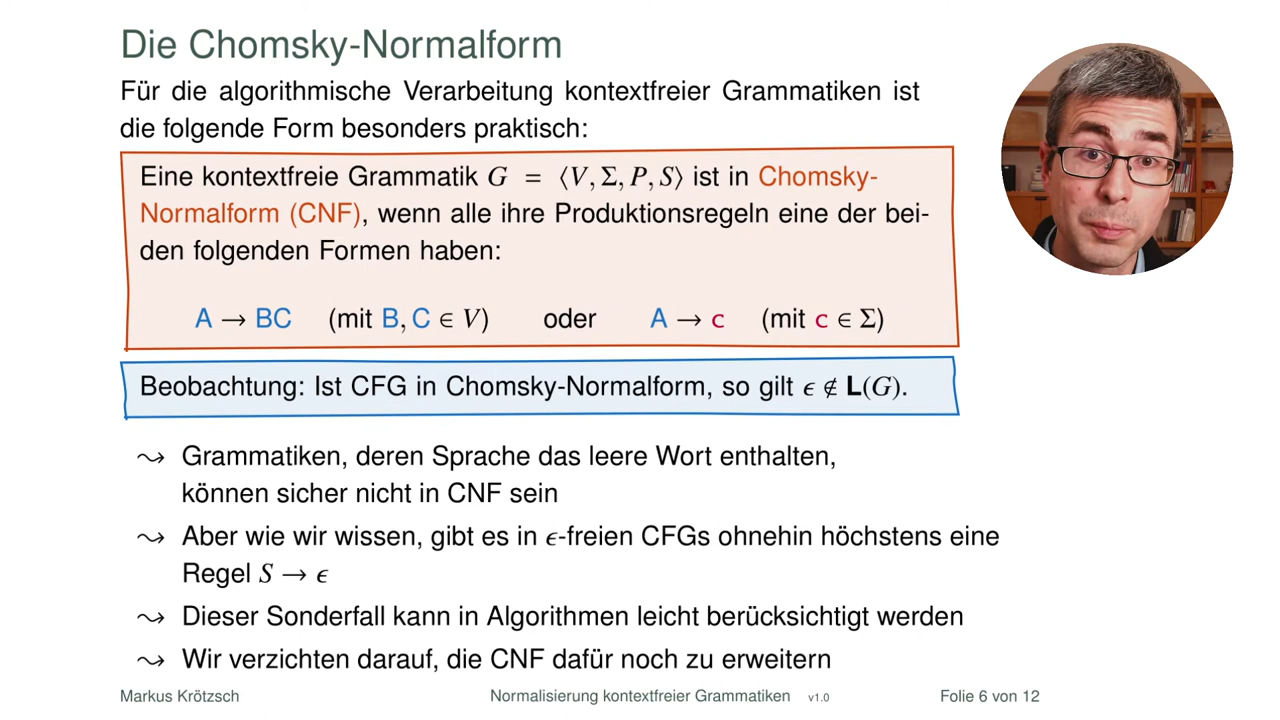 Die Chomsky-Normalform
Für die algorithmische Verarbeitung kontextfreier Grammatiken ist
die folgende Form besonders praktisch:
Eine kontextfreie Grammatik G = ⟨V, Σ, P, S⟩ ist in Chomsky-
Normalform (CNF), wenn alle ihre Produktionsregeln eine der bei-
den folgenden Formen haben:
A → BC (mit B, C ∈ V) oder A → c (mit c ∈ Σ)
Beobachtung: Ist CFG in Chomsky-Normalform, so gilt ϵ ∉ L(G).
⤳ Grammatiken, deren Sprache das leere Wort enthalten,
können sicher nicht in CNF sein
⤳ Aber wie wir wissen, gibt es in ϵ-freien CFGs ohnehin höchstens eine
Regel S → ϵ
⤳ Dieser Sonderfall kann in Algorithmen leicht berücksichtigt werden
⤳ Wir verzichten darauf, die CNF dafür noch zu erweitern
Markus Krötzsch Normalisierung kontextfreier Grammatiken v1.0 Folie 6 von 12